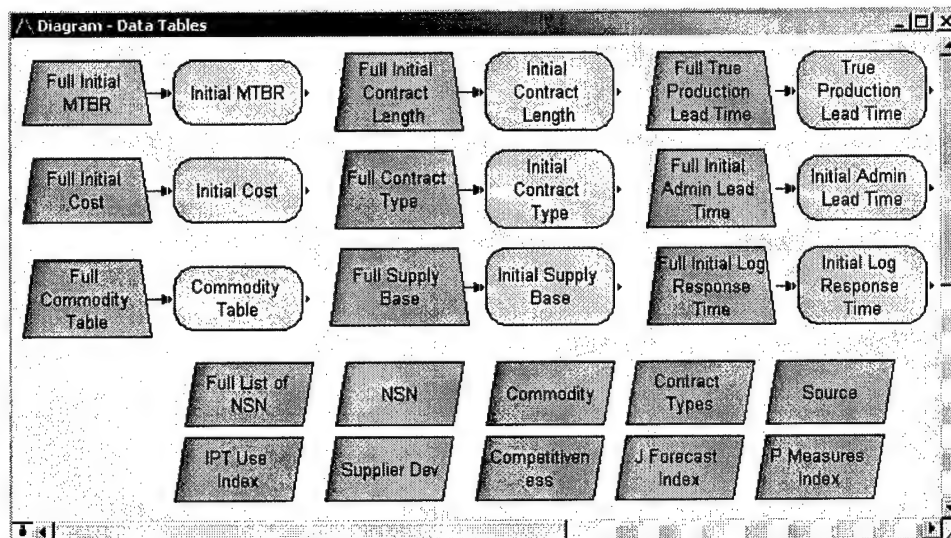 Diagram - Data Tables
Full Initial
MTBR
Initial MTBR
Full Initial
Contract
Length
Initial
Contract
Length
Full True
Production
Lead Time
True
Production
Lead Time
Full Initial
Cost
Initial Cost
Full Contract
Type
Initial
Contract
Type
Full Initial
Admin Lead
Time
Initial Admin
Lead Time
Full
Commodity
Table
Commodity
Table
Full Supply
Base
Initial Supply
Base
Full Initial Log
Response
Time
Initial Log
Response
Time
Full List of
NSN
NSN
Commodity
Contract
Types
Source
IPT Use
Index
Supplier Dev
Competitiven
ess
J Forecast
Index
P Measures
Index